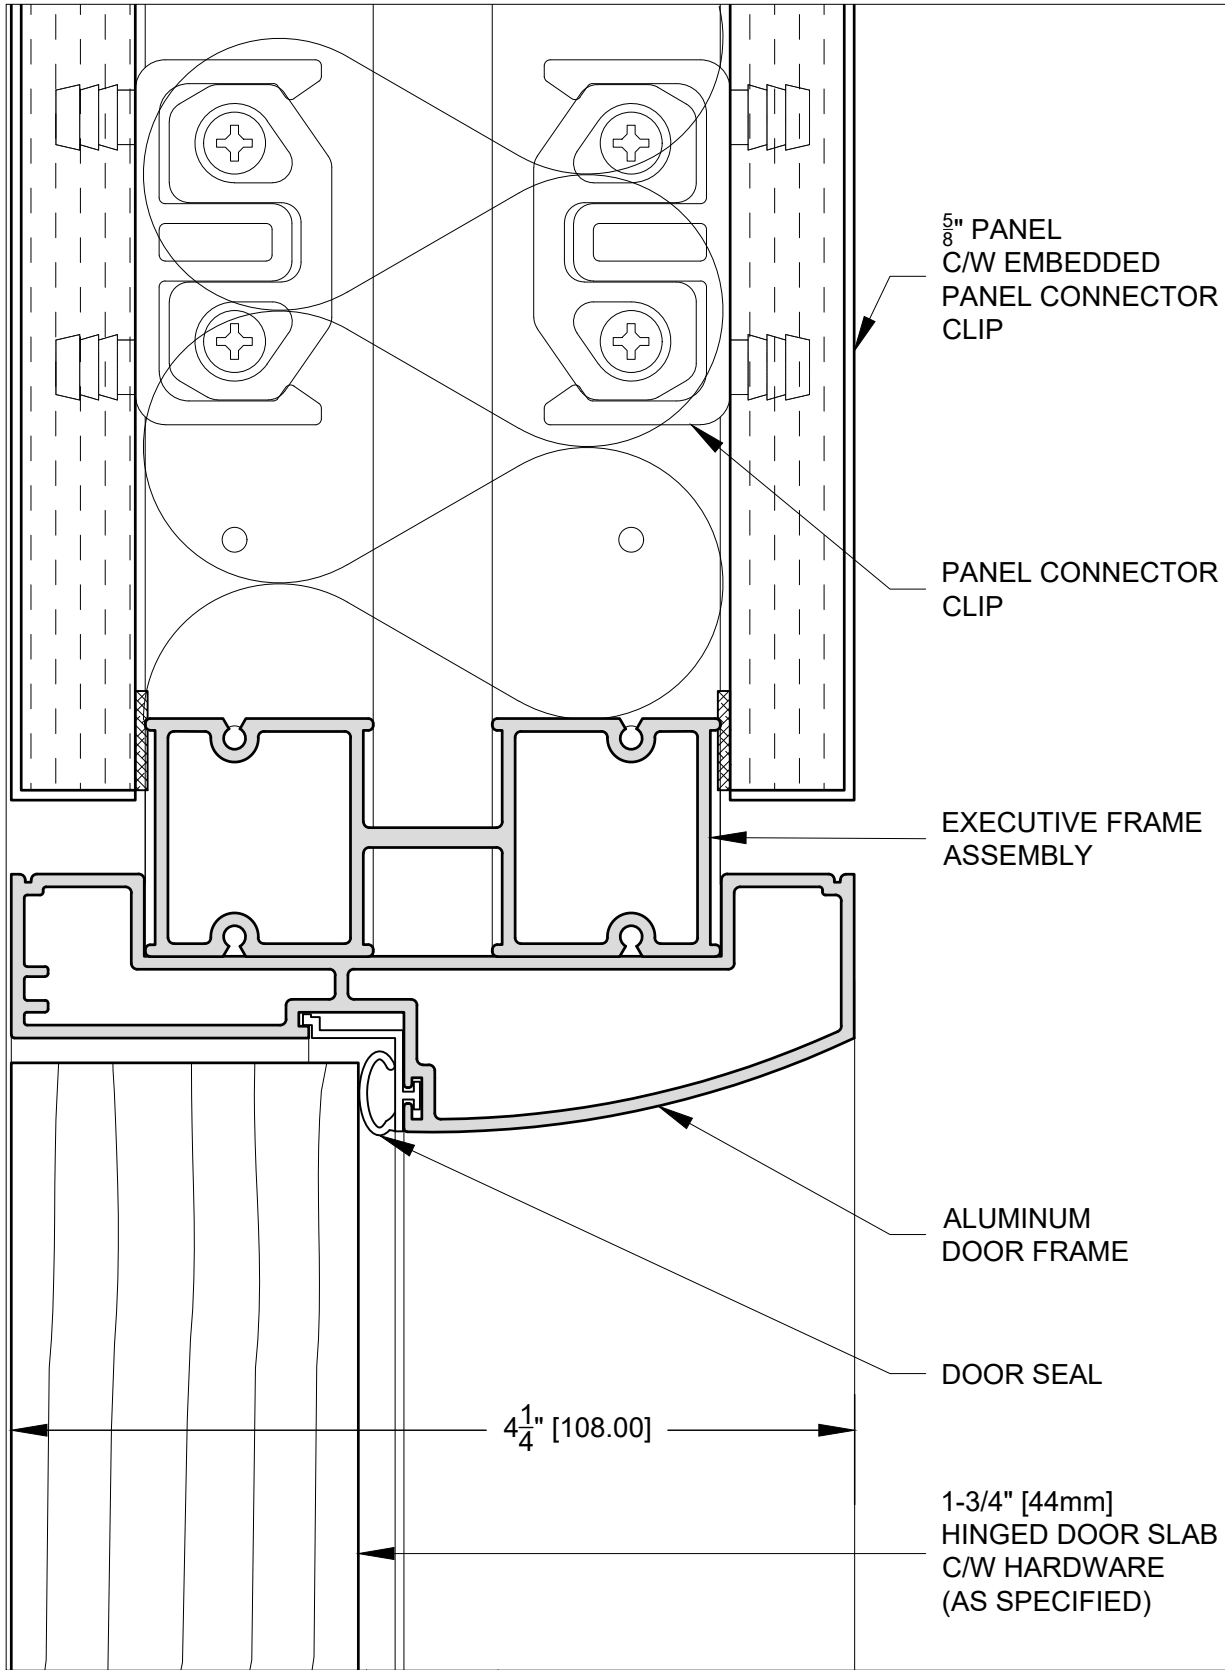 5/8" PANEL
C/W EMBEDDED
PANEL CONNECTOR
CLIP
PANEL CONNECTOR
CLIP
EXECUTIVE FRAME
ASSEMBLY
ALUMINUM
DOOR FRAME
DOOR SEAL
4 1/4" [108.00]
1-3/4" [44mm]
HINGED DOOR SLAB
C/W HARDWARE
(AS SPECIFIED)